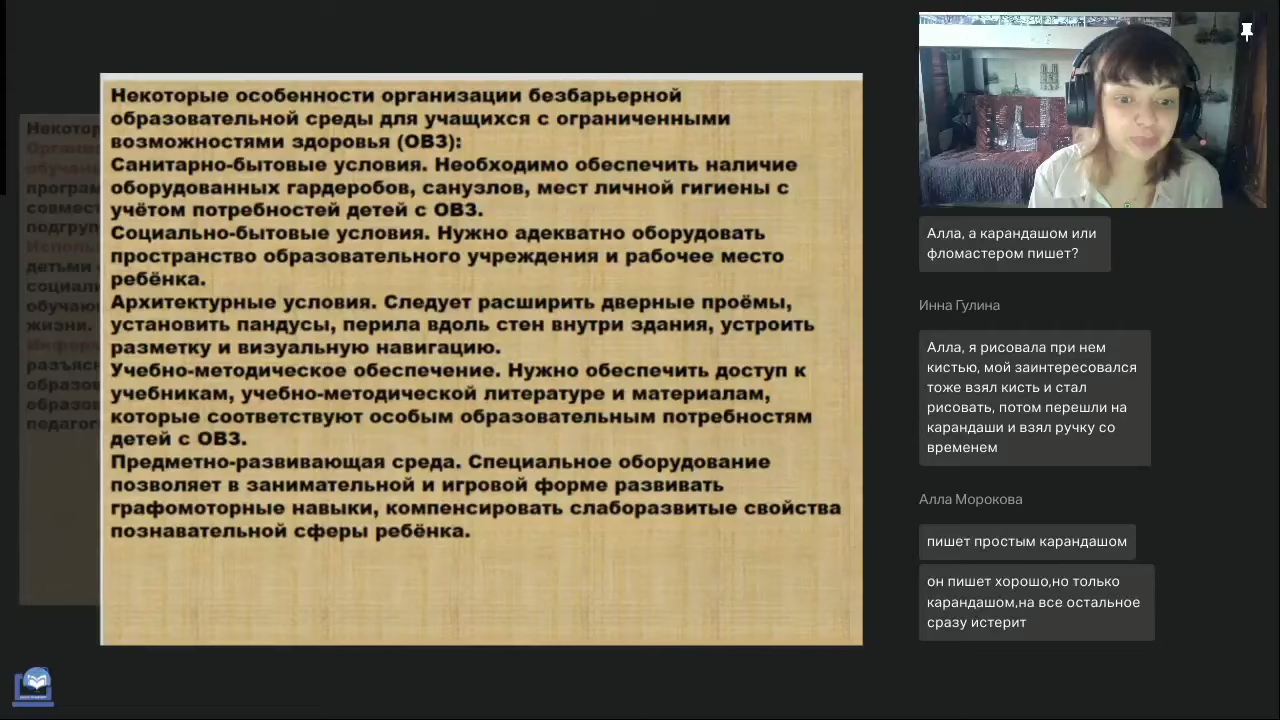 Некоторые особенности организации безбарьерной
образовательной среды для учащихся с ограниченными
возможностями здоровья (ОВЗ):
Санитарно-бытовые условия. Необходимо обеспечить наличие
оборудованных гардеробов, санузлов, мест личной гигиены с
учётом потребностей детей с ОВЗ.
Социально-бытовые условия. Нужно адекватно оборудовать
пространство образовательного учреждения и рабочее место
ребёнка.
Архитектурные условия. Следует расширить дверные проёмы,
установить пандусы, перила вдоль стен внутри здания, устроить
разметку и визуальную навигацию.
Учебно-методическое обеспечение. Нужно обеспечить доступ к
учебникам, учебно-методической литературе и материалам,
которые соответствуют особым образовательным потребностям
детей с ОВЗ.
Предметно-развивающая среда. Специальное оборудование
позволяет в занимательной и игровой форме развивать
графомоторные навыки, компенсировать слаборазвитые свойства
познавательной сферы ребёнка.
Алла, а карандашом или
фломастером пишет?
Инна Гулина
Алла, я рисовала при нем
кистью, мой заинтересовался
тоже взял кисть и стал
рисовать, потом перешли на
карандаши и взял ручку со
временем
Алла Морокова
пишет простым карандашом
он пишет хорошо,но только
карандашом,на все остальное
сразу истерит